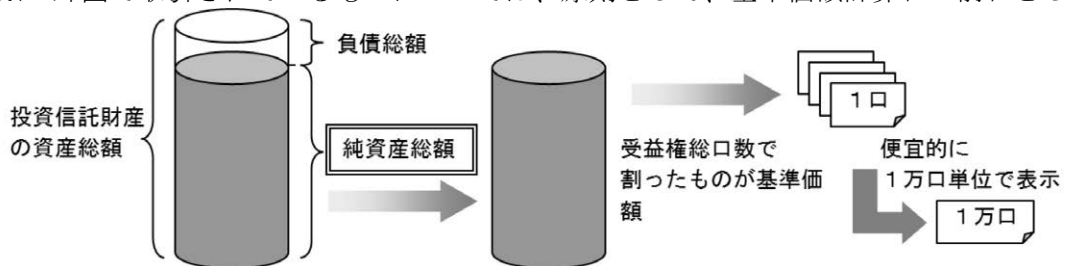 負債総額
投資信託財産
の資産総額
純資産総額
受益権総口数で
割ったものが基準価
額
1口
便宜的に
1万口単位で表示
1万口